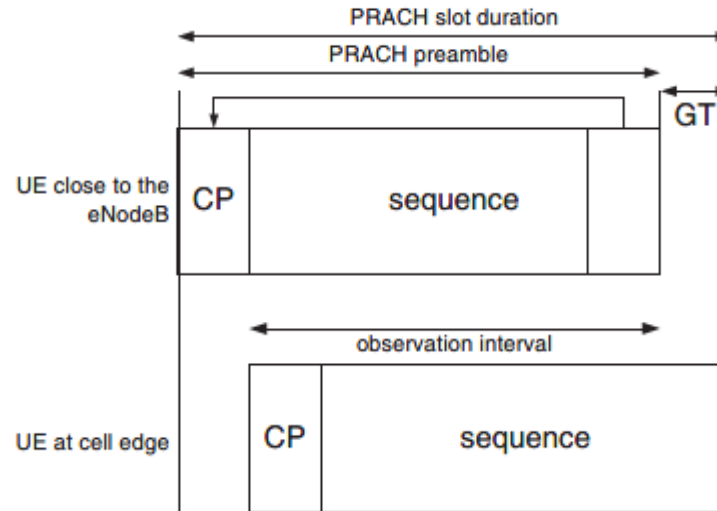 PRACH slot duration
PRACH preamble
GT
UE close to the
eNodeB
CP
sequence
observation interval
UE at cell edge
CP
sequence